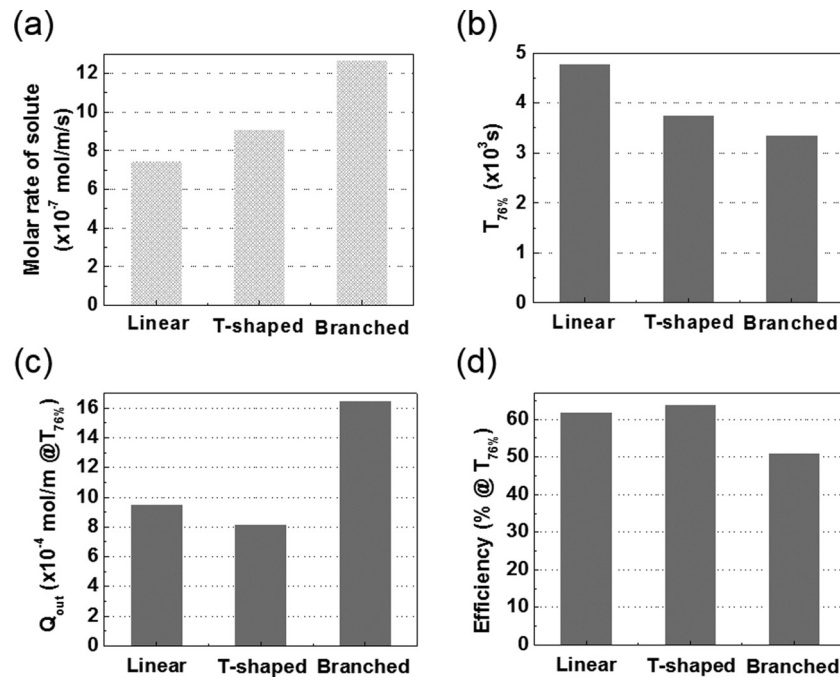 (a)
Molar rate of solute
(x10⁻⁷ mol/m/s)
12
10
8
6
4
2
0
Linear T-shaped Branched
(b)
T76% (x10³s)
5
4
3
2
1
0
Linear T-shaped Branched
(c)
Qout (x10⁻⁴ mol/m @T76%)
16
14
12
10
8
6
4
2
0
Linear T-shaped Branched
(d)
Efficiency (% @ T76%)
60
50
40
30
20
10
0
Linear T-shaped Branched